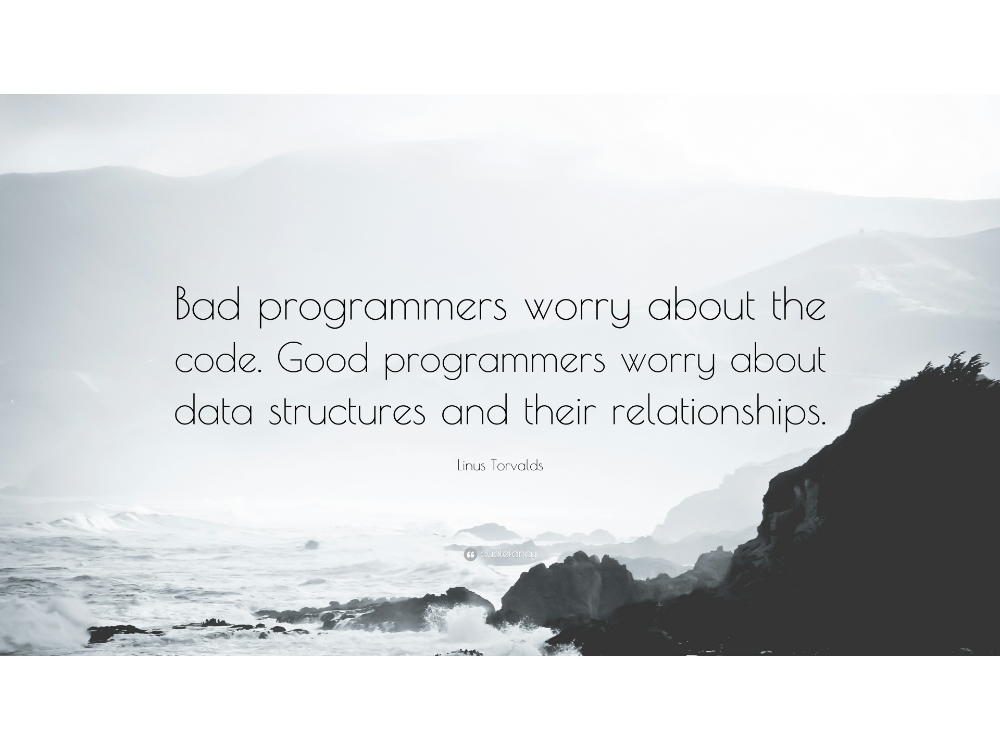 Bad programmers worry about the
code. Good programmers worry about
data structures and their relationships.
Linus Torvalds
quotefancy